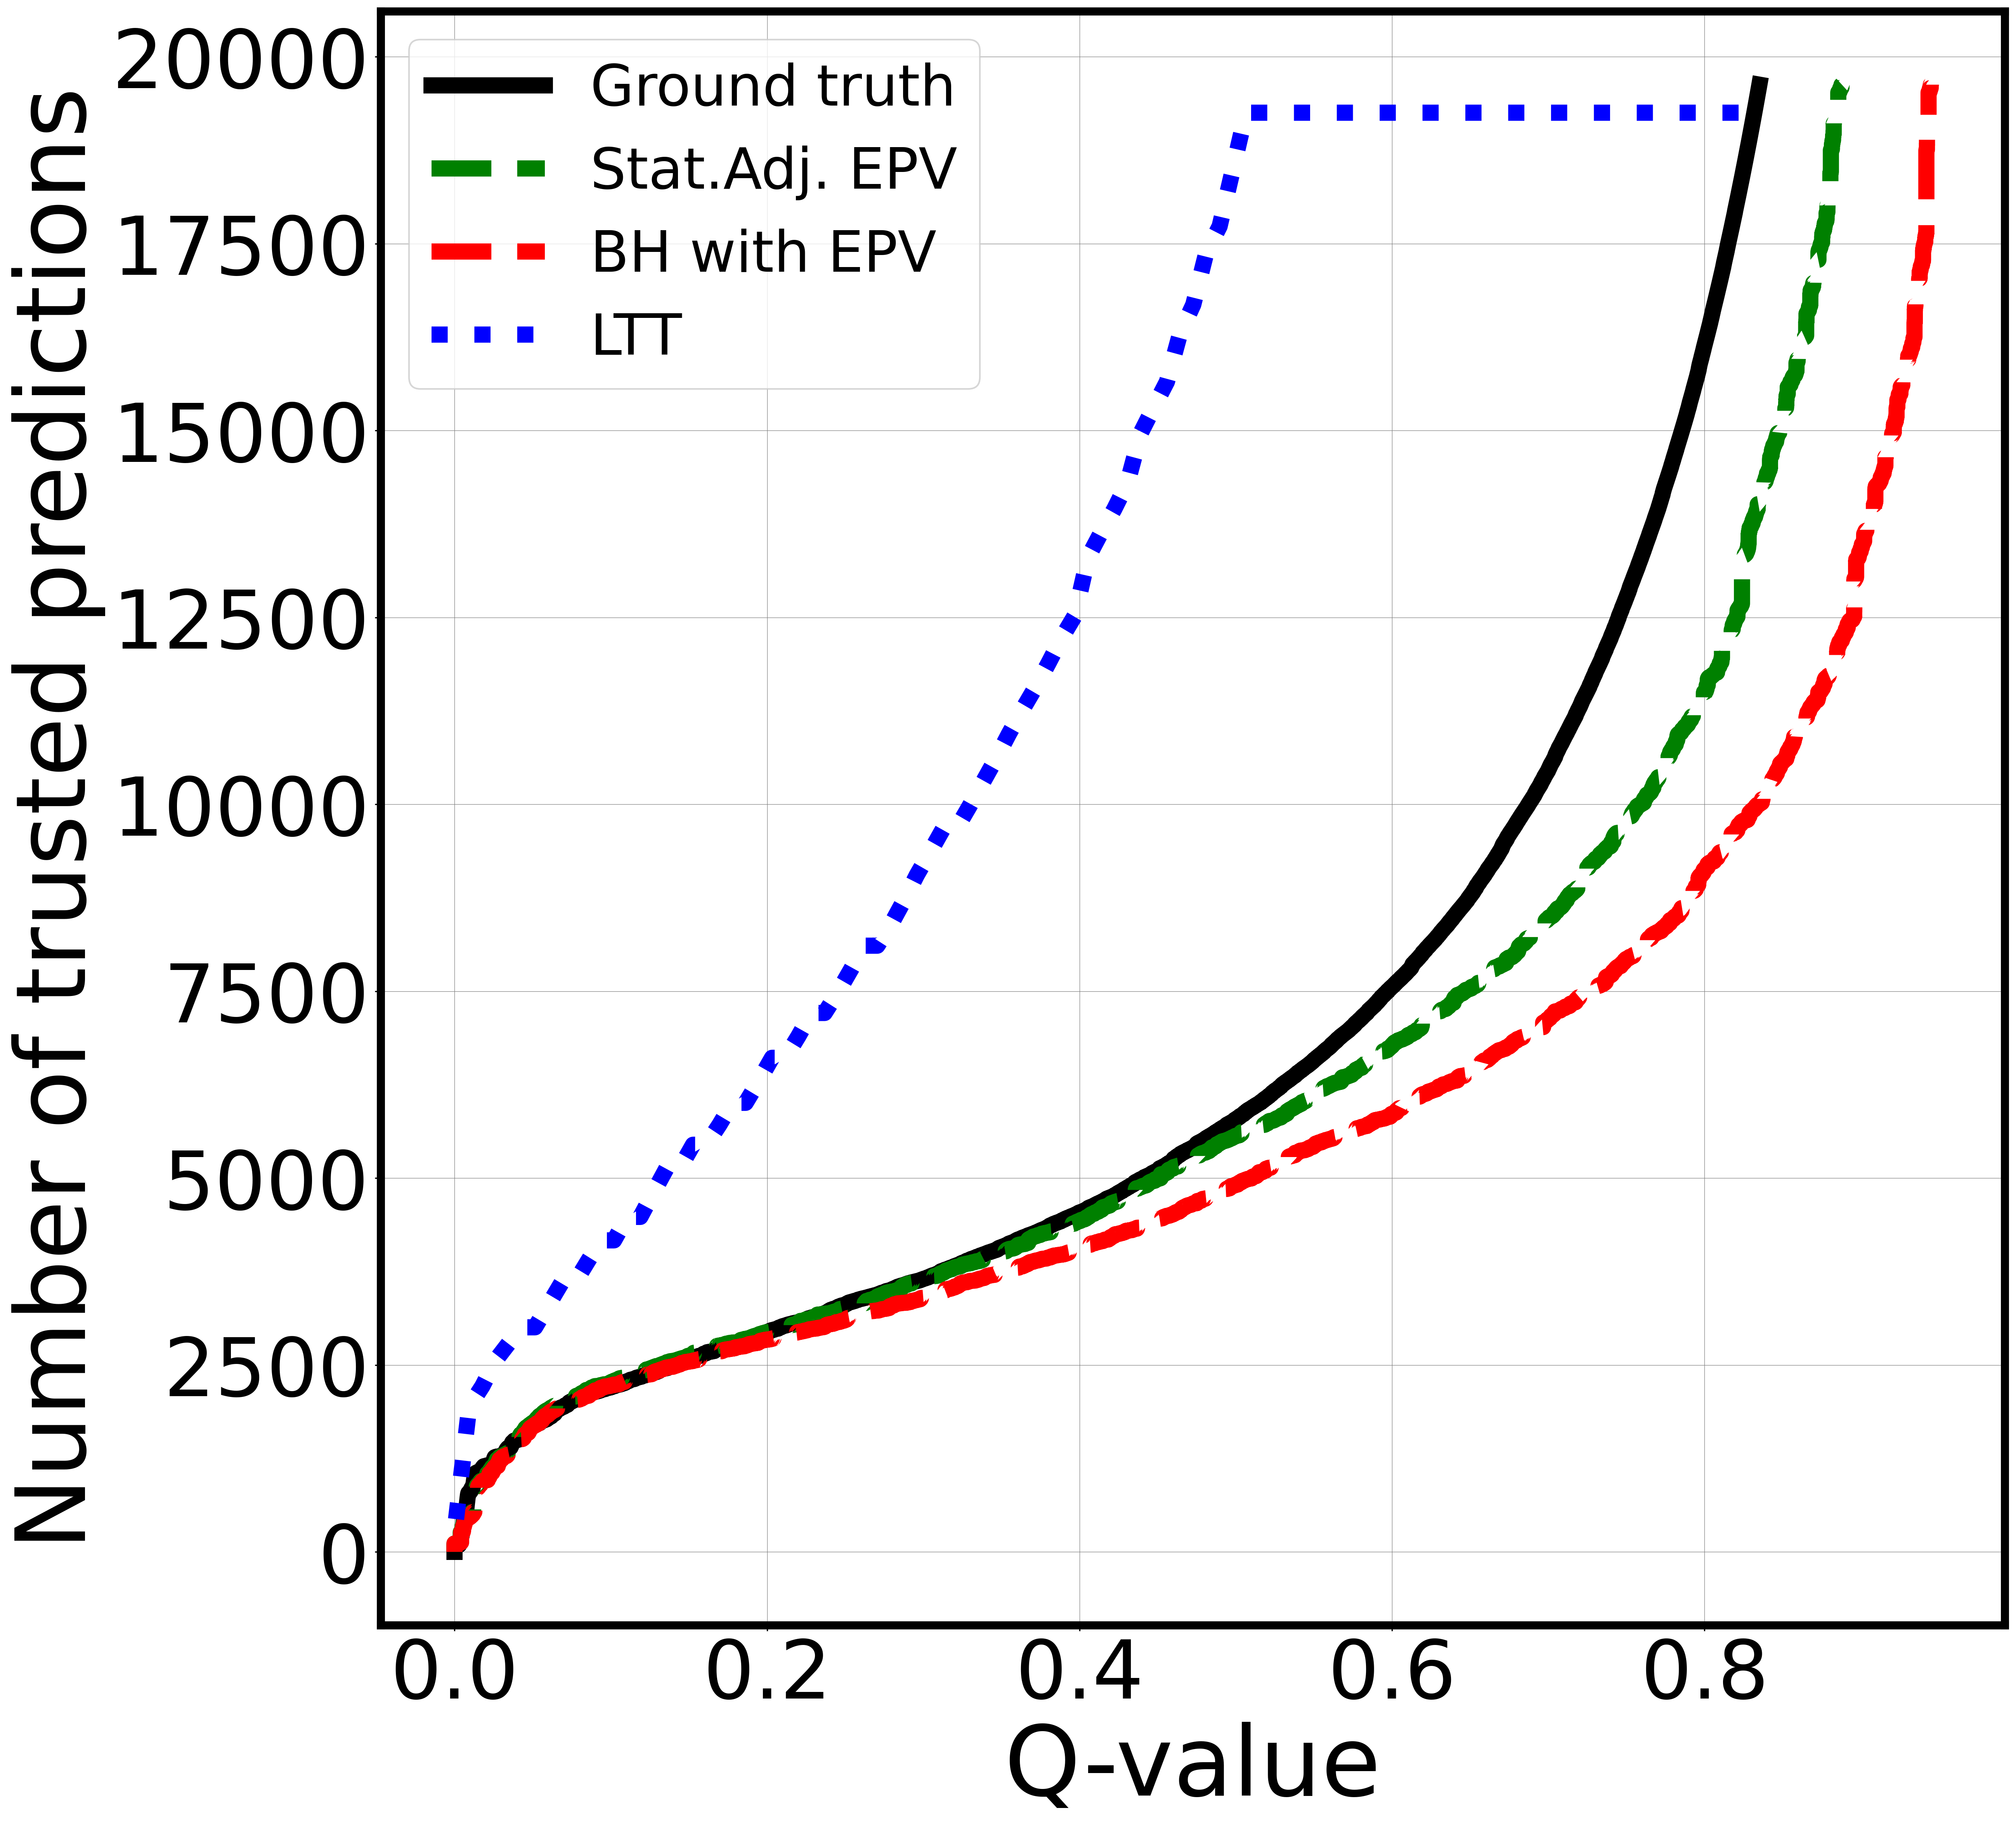 Number of trusted predictions
20000
17500
15000
12500
10000
7500
5000
2500
0
Ground truth
Stat.Adj. EPV
BH with EPV
LTT
0.0 0.2 0.4 0.6 0.8
Q-value